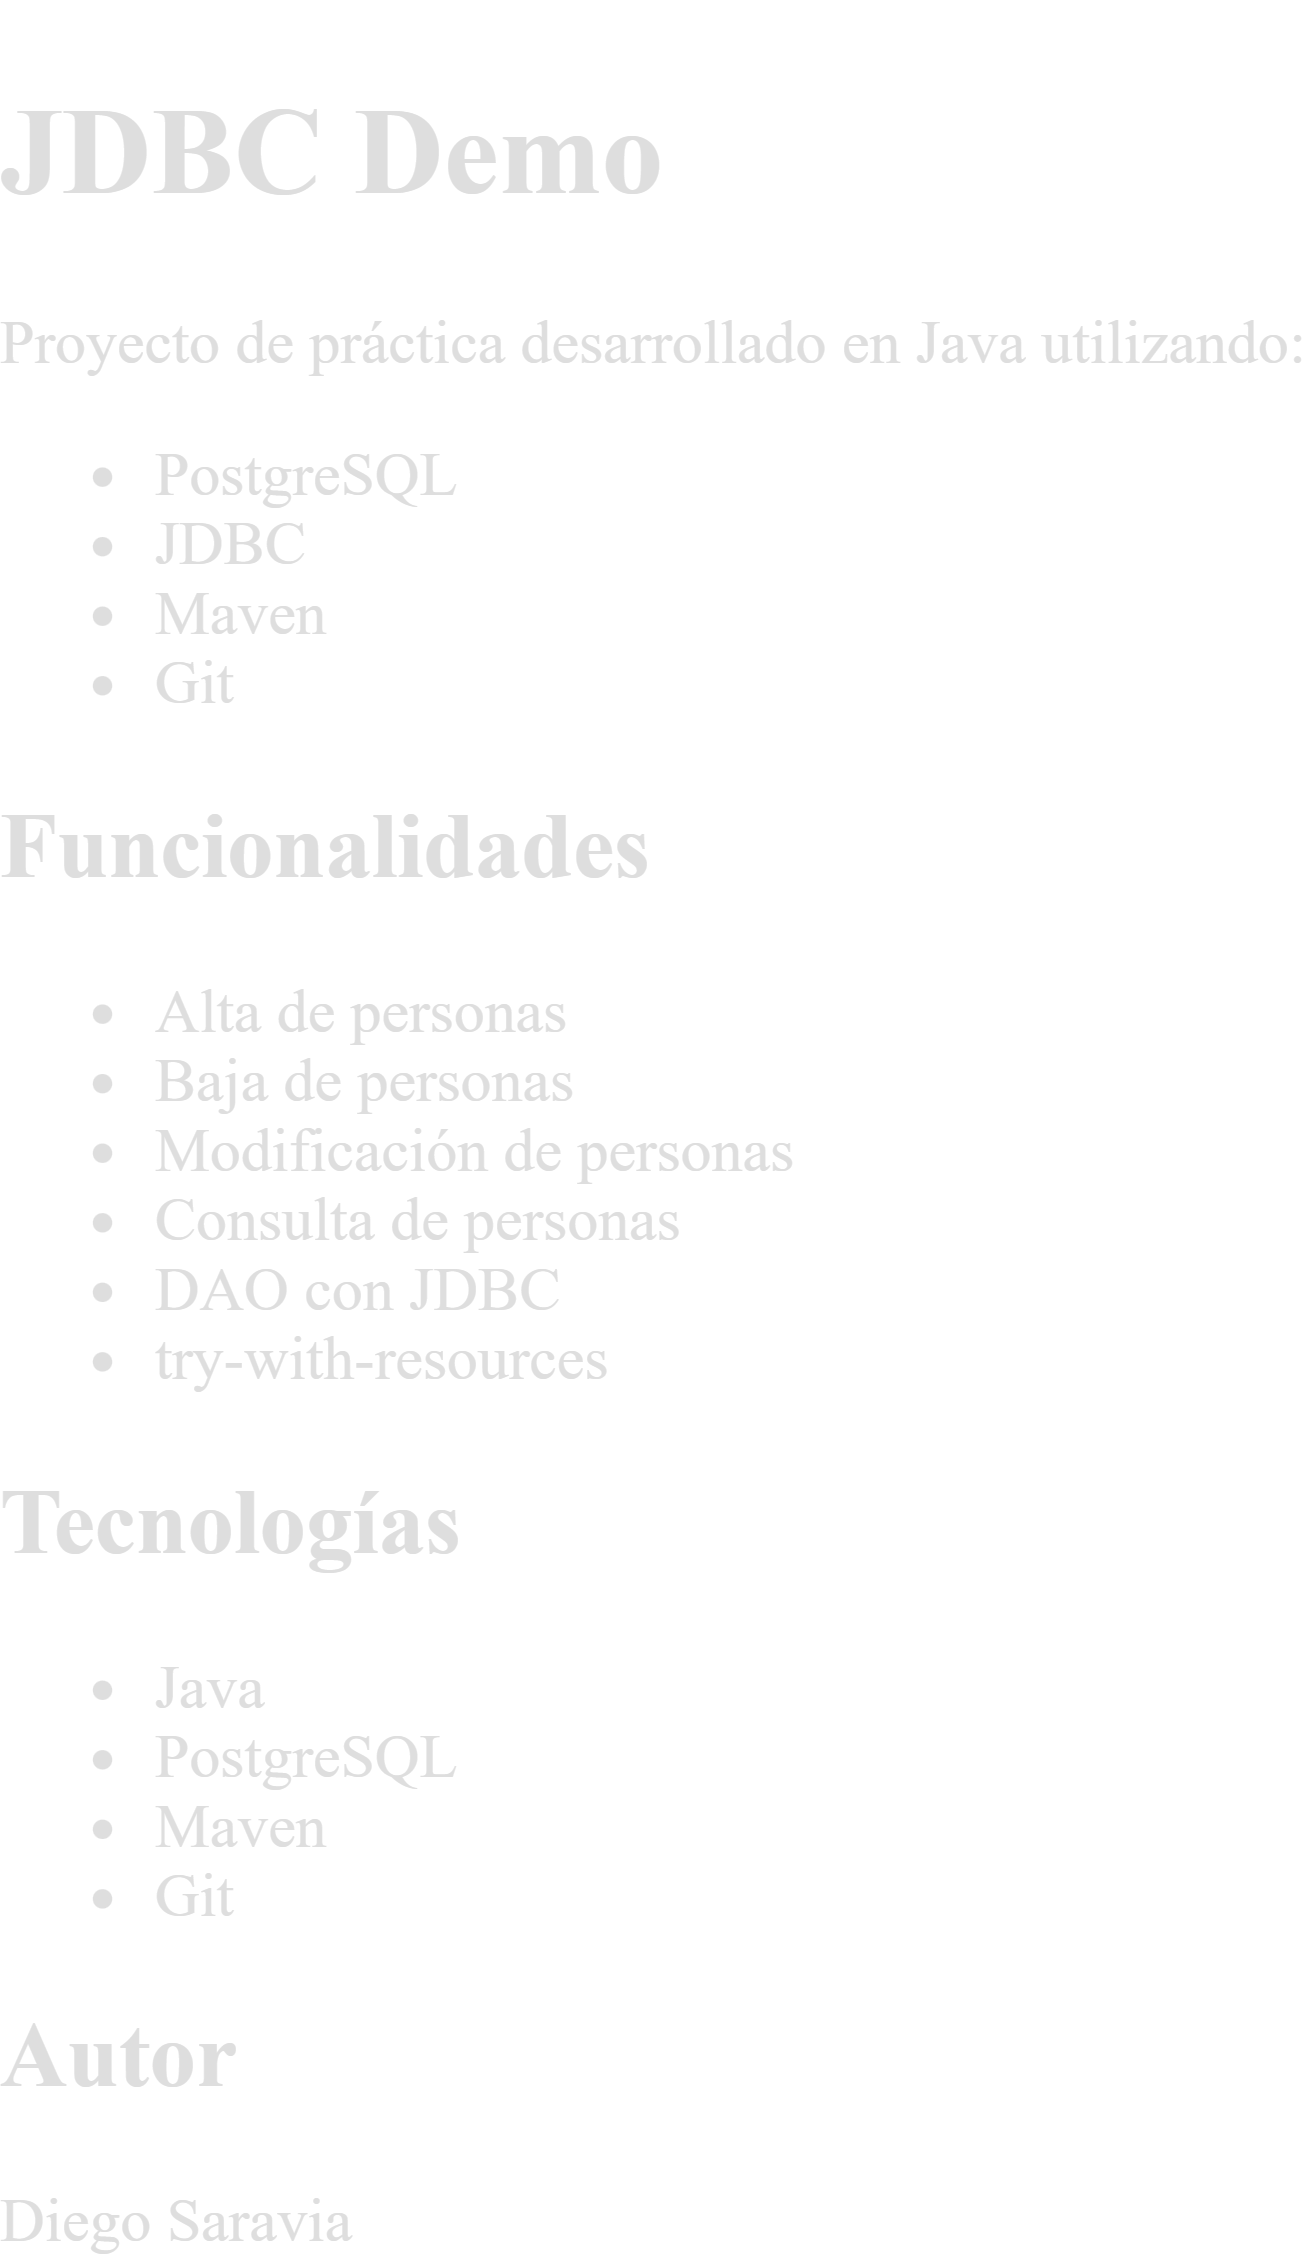 JDBC Demo
Proyecto de práctica desarrollado en Java utilizando:
• PostgreSQL
• JDBC
• Maven
• Git
Funcionalidades
• Alta de personas
• Baja de personas
• Modificación de personas
• Consulta de personas
• DAO con JDBC
• try-with-resources
Tecnologías
• Java
• PostgreSQL
• Maven
• Git
Autor
Diego Saravia